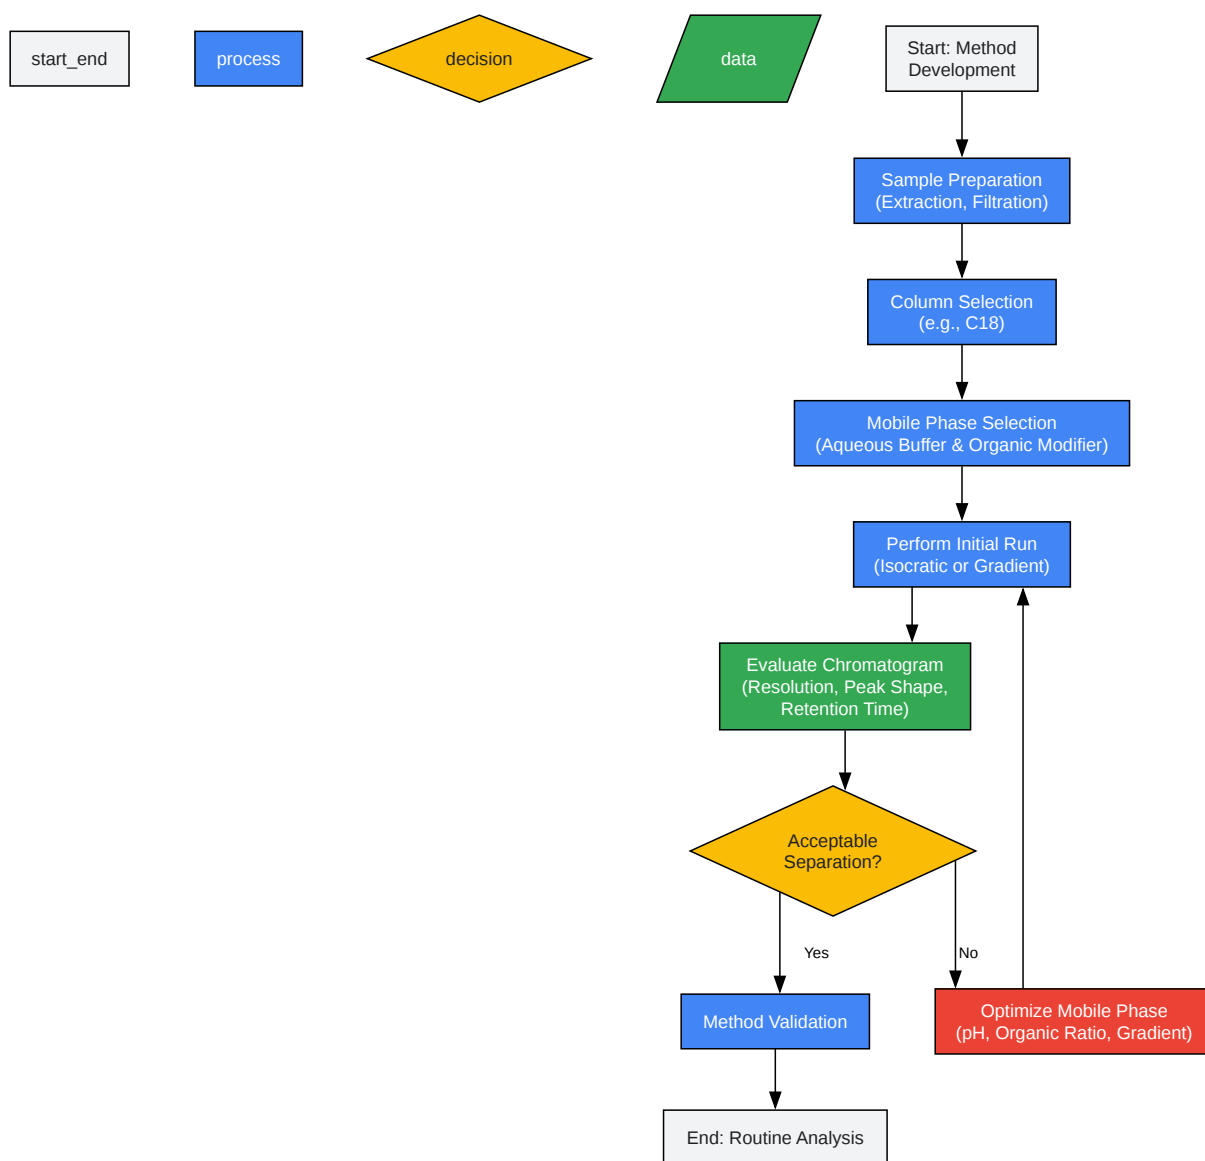 start_end
process
decision
data
Start: Method
Development
Sample Preparation
(Extraction, Filtration)
Column Selection
(e.g., C18)
Mobile Phase Selection
(Aqueous Buffer & Organic Modifier)
Perform Initial Run
(Isocratic or Gradient)
Evaluate Chromatogram
(Resolution, Peak Shape,
Retention Time)
Acceptable
Separation?
Yes
No
Method Validation
Optimize Mobile Phase
(pH, Organic Ratio, Gradient)
End: Routine Analysis